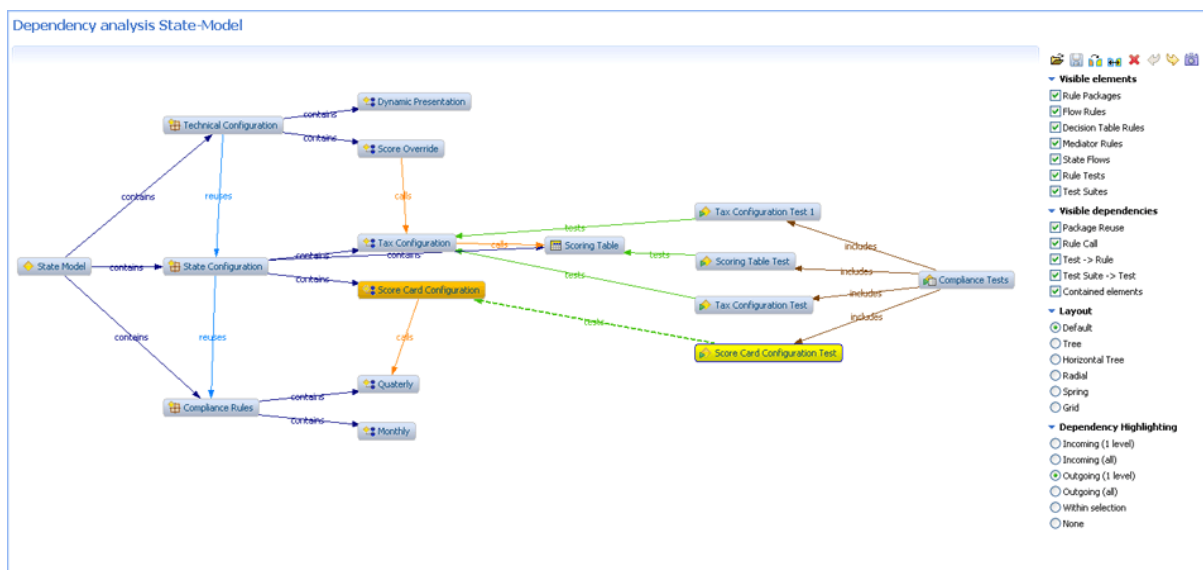 Dependency analysis State-Model
Dynamic Presentation
contains
Technical Configuration
contains
Score Override
contains
reuses
calls
Tax Configuration Test 1
tests
Tax Configuration
calls
Scoring Table
includes
contains
contains
tests
Scoring Table Test
State Model
contains
State Configuration
includes
Compliance Tests
contains
Score Card Configuration
includes
Tax Configuration Test
includes
tests
contains
reuses
calls
Score Card Configuration Test
Quaterly
contains
Compliance Rules
contains
Monthly
Visible elements
Rule Packages
Flow Rules
Decision Table Rules
Mediator Rules
State Flows
Rule Tests
Test Suites
Visible dependencies
Package Reuse
Rule Call
Test -> Rule
Test Suite -> Test
Contained elements
Layout
Default
Tree
Horizontal Tree
Radial
Spring
Grid
Dependency Highlighting
Incoming (1 level)
Incoming (all)
Outgoing (1 level)
Outgoing (all)
Within selection
None